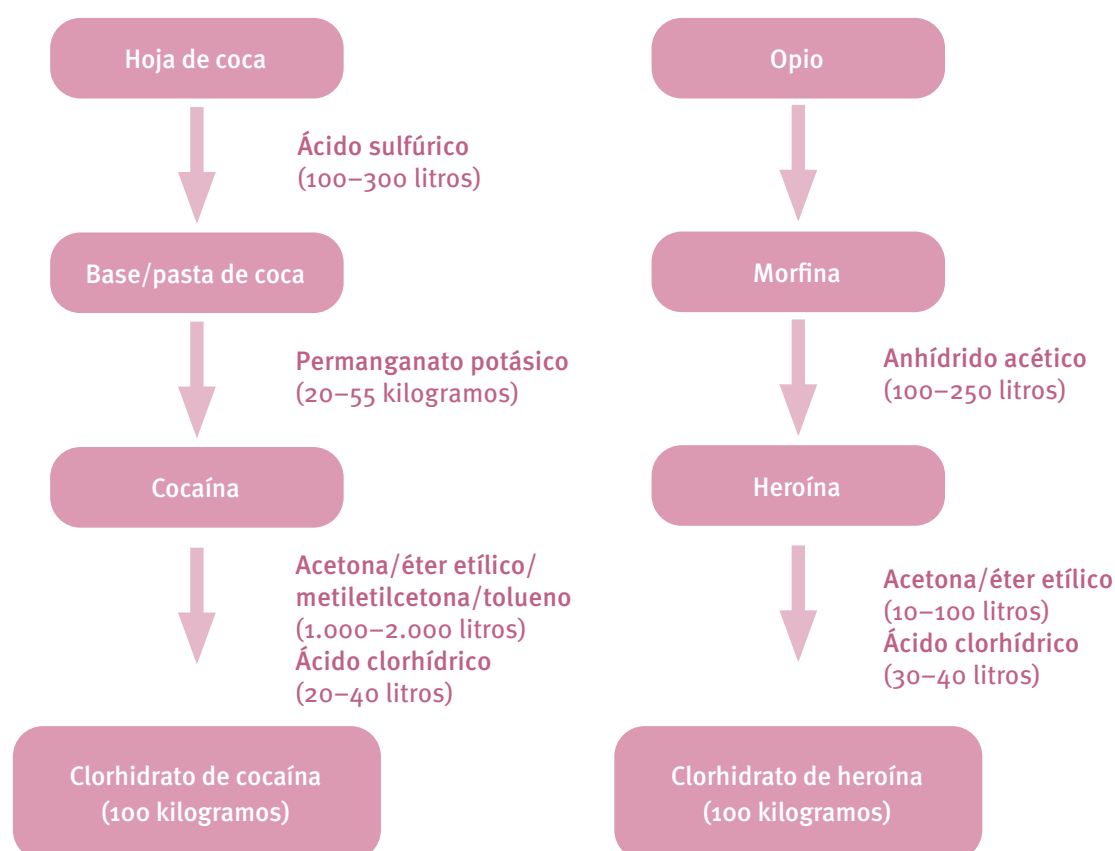 Hoja de coca
Ácido sulfúrico
(100–300 litros)
Base/pasta de coca
Permanganato potásico
(20–55 kilogramos)
Cocaína
Acetona/éter etílico/
metiletilcetona/tolueno
(1.000–2.000 litros)
Ácido clorhídrico
(20–40 litros)
Clorhidrato de cocaína
(100 kilogramos)
Opio
Morfina
Anhídrido acético
(100–250 litros)
Heroína
Acetona/éter etílico
(10–100 litros)
Ácido clorhídrico
(30–40 litros)
Clorhidrato de heroína
(100 kilogramos)